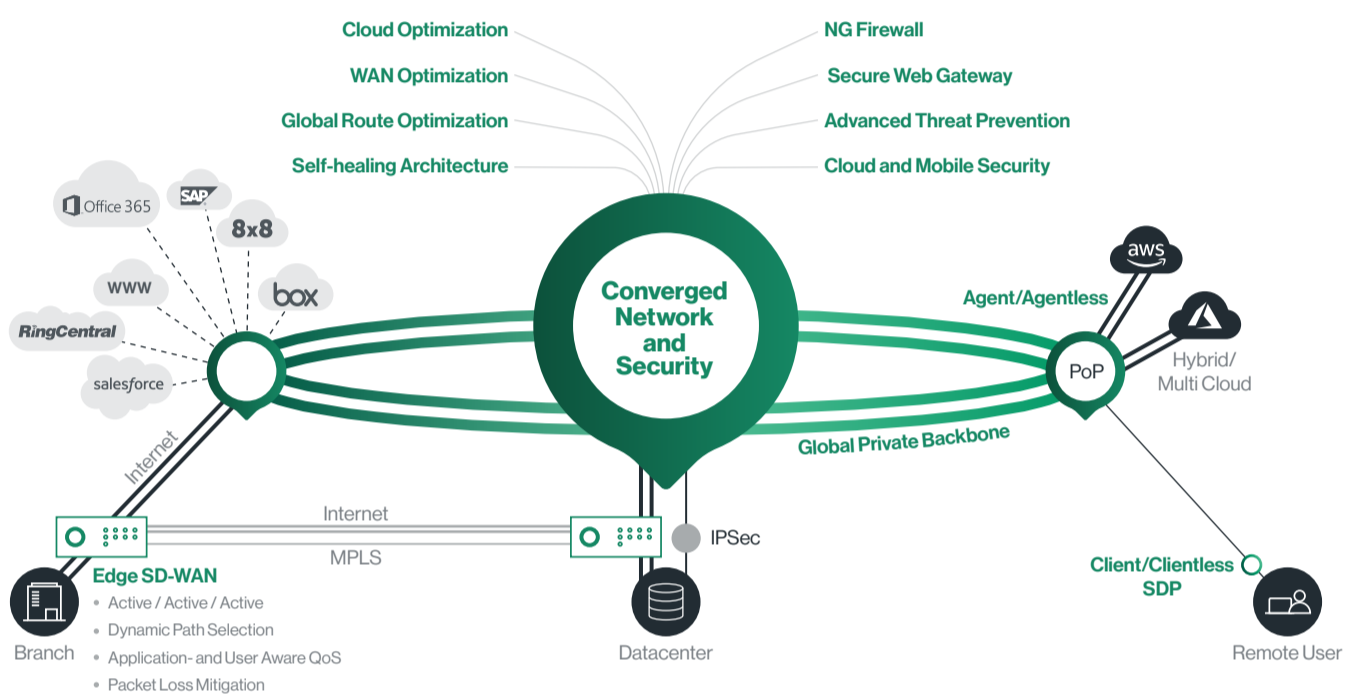 Cloud Optimization
WAN Optimization
Global Route Optimization
Self-healing Architecture
NG Firewall
Secure Web Gateway
Advanced Threat Prevention
Cloud and Mobile Security
Office 365
SAP
8x8
www
box
RingCentral
salesforce
Converged
Network
and
Security
Agent/Agentless
aws
PoP
Hybrid/
Multi Cloud
Global Private Backbone
Internet
Internet
MPLS
IPSec
Edge SD-WAN
• Active / Active / Active
• Dynamic Path Selection
• Application- and User Aware QoS
• Packet Loss Mitigation
Branch
Datacenter
Client/Clientless
SDP
Remote User